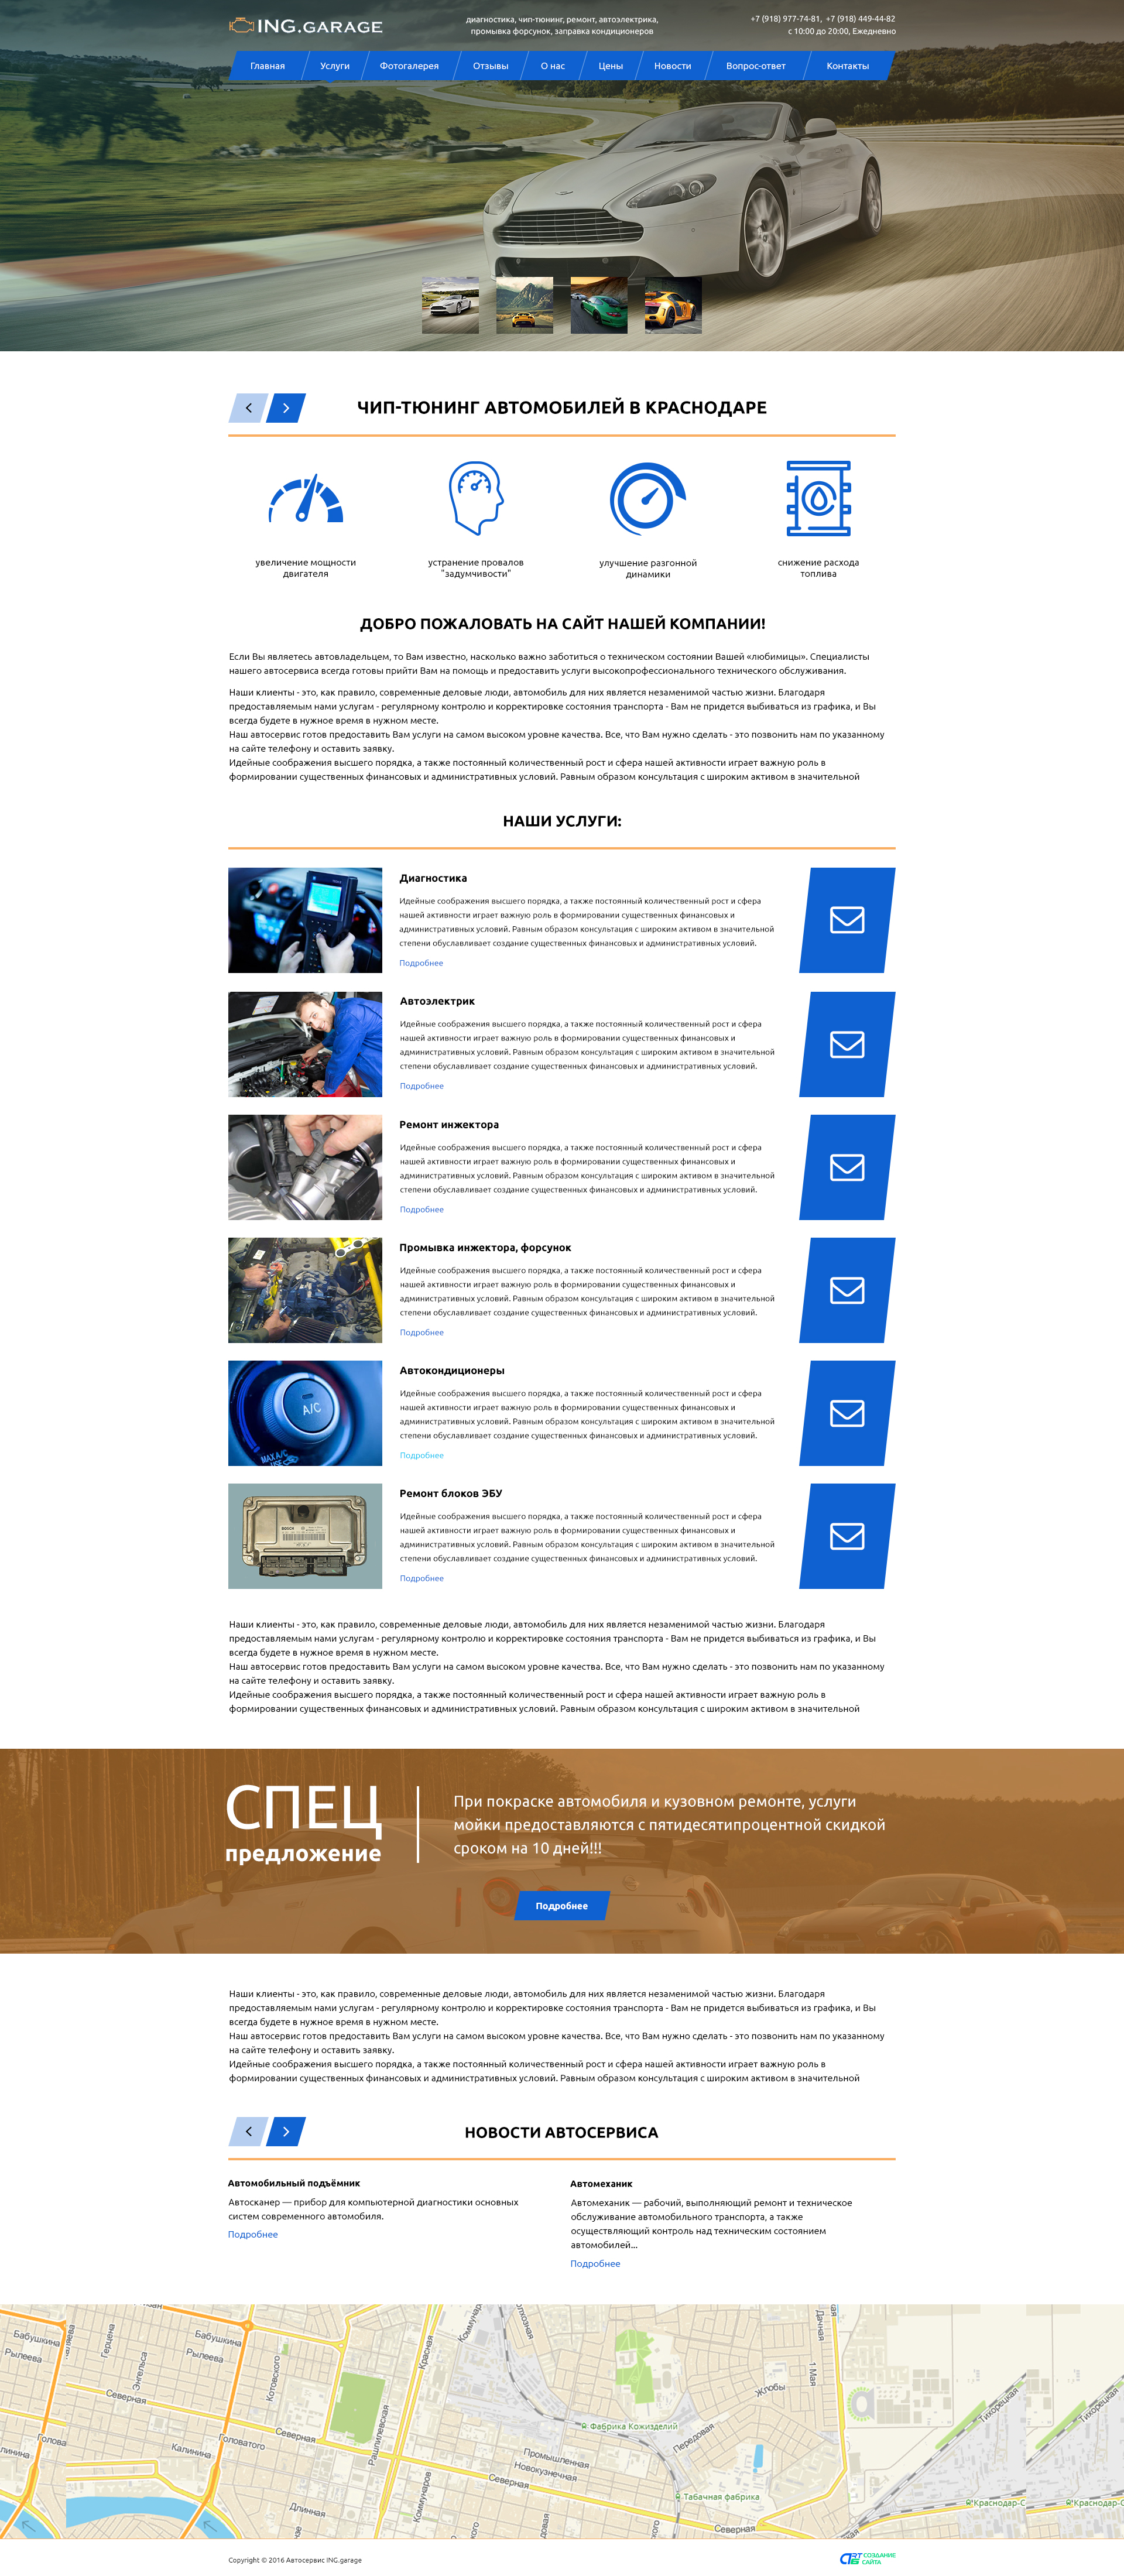 ING.GARAGE
диагностика, чип-тюнинг, ремонт, автоэлектрика,
промывка форсунок, заправка кондиционеров
+7 (918) 977-74-81, +7 (918) 449-44-82
с 10:00 до 20:00, Ежедневно
Главная Услуги Фотогалерея Отзывы О нас Цены Новости Вопрос-ответ Контакты
ЧИП-ТЮНИНГ АВТОМОБИЛЕЙ В КРАСНОДАРЕ
увеличение мощности
двигателя
устранение провалов
"задумчивости"
улучшение разгонной
динамики
снижение расхода
топлива
ДОБРО ПОЖАЛОВАТЬ НА САЙТ НАШЕЙ КОМПАНИИ!
Если Вы являетесь автовладельцем, то Вам известно, насколько важно заботиться о техническом состоянии Вашей «любимицы». Специалисты
нашего автосервиса всегда готовы прийти Вам на помощь и предоставить услуги высокопрофессионального технического обслуживания.
Наши клиенты - это, как правило, современные деловые люди, автомобиль для них является незаменимой частью жизни. Благодаря
предоставляемым нами услугам - регулярному контролю и корректировке состояния транспорта - Вам не придется выбиваться из графика, и Вы
всегда будете в нужное время в нужном месте.
Наш автосервис готов предоставить Вам услуги на самом высоком уровне качества. Все, что Вам нужно сделать - это позвонить нам по указанному
на сайте телефону и оставить заявку.
Идейные соображения высшего порядка, а также постоянный количественный рост и сфера нашей активности играет важную роль в
формировании существенных финансовых и административных условий. Равным образом консультация с широким активом в значительной
НАШИ УСЛУГИ:
Диагностика
Идейные соображения высшего порядка, а также постоянный количественный рост и сфера
нашей активности играет важную роль в формировании существенных финансовых и
административных условий. Равным образом консультация с широким активом в значительной
степени обуславливает создание существенных финансовых и административных условий.
Подробнее
Автоэлектрик
Идейные соображения высшего порядка, а также постоянный количественный рост и сфера
нашей активности играет важную роль в формировании существенных финансовых и
административных условий. Равным образом консультация с широким активом в значительной
степени обуславливает создание существенных финансовых и административных условий.
Подробнее
Ремонт инжектора
Идейные соображения высшего порядка, а также постоянный количественный рост и сфера
нашей активности играет важную роль в формировании существенных финансовых и
административных условий. Равным образом консультация с широким активом в значительной
степени обуславливает создание существенных финансовых и административных условий.
Подробнее
Промывка инжектора, форсунок
Идейные соображения высшего порядка, а также постоянный количественный рост и сфера
нашей активности играет важную роль в формировании существенных финансовых и
административных условий. Равным образом консультация с широким активом в значительной
степени обуславливает создание существенных финансовых и административных условий.
Подробнее
A/C
MAX A/C
USE
Автокондиционеры
Идейные соображения высшего порядка, а также постоянный количественный рост и сфера
нашей активности играет важную роль в формировании существенных финансовых и
административных условий. Равным образом консультация с широким активом в значительной
степени обуславливает создание существенных финансовых и административных условий.
Подробнее
BOSCH
Ремонт блоков ЭБУ
Идейные соображения высшего порядка, а также постоянный количественный рост и сфера
нашей активности играет важную роль в формировании существенных финансовых и
административных условий. Равным образом консультация с широким активом в значительной
степени обуславливает создание существенных финансовых и административных условий.
Подробнее
Наши клиенты - это, как правило, современные деловые люди, автомобиль для них является незаменимой частью жизни. Благодаря
предоставляемым нами услугам - регулярному контролю и корректировке состояния транспорта - Вам не придется выбиваться из графика, и Вы
всегда будете в нужное время в нужном месте.
Наш автосервис готов предоставить Вам услуги на самом высоком уровне качества. Все, что Вам нужно сделать - это позвонить нам по указанному
на сайте телефону и оставить заявку.
Идейные соображения высшего порядка, а также постоянный количественный рост и сфера нашей активности играет важную роль в
формировании существенных финансовых и административных условий. Равным образом консультация с широким активом в значительной
СПЕЦ
предложение
При покраске автомобиля и кузовном ремонте, услуги
мойки предоставляются с пятидесятипроцентной скидкой
сроком на 10 дней!!!
Подробнее
Наши клиенты - это, как правило, современные деловые люди, автомобиль для них является незаменимой частью жизни. Благодаря
предоставляемым нами услугам - регулярному контролю и корректировке состояния транспорта - Вам не придется выбиваться из графика, и Вы
всегда будете в нужное время в нужном месте.
Наш автосервис готов предоставить Вам услуги на самом высоком уровне качества. Все, что Вам нужно сделать - это позвонить нам по указанному
на сайте телефону и оставить заявку.
Идейные соображения высшего порядка, а также постоянный количественный рост и сфера нашей активности играет важную роль в
формировании существенных финансовых и административных условий. Равным образом консультация с широким активом в значительной
НОВОСТИ АВТОСЕРВИСА
Автомобильный подъёмник
Автосканер — прибор для компьютерной диагностики основных
систем современного автомобиля.
Подробнее
Автомеханик
Автомеханик — рабочий, выполняющий ремонт и техническое
обслуживание автомобильного транспорта, а также
осуществляющий контроль над техническим состоянием
автомобилей...
Подробнее
Бабушкина
Рылеева
Герцена
Энгельса
Бабушкина
Рылеева
Котовского
Красная
Дачная
1 Мая
Жлобы
Северная
Северная
Головатого
Калинина
Рашпилевская
Фабрика Кожизделий
Передовая
Промышленная
Новокузнечная
Северная
Коммунаров
Длинная
Табачная фабрика
Северная
Тихорецкая
Тихорецкая
Краснодар-С
Краснодар-С
Copyright © 2016 Автосервис ING.garage
СОЗДАНИЕ
САЙТА